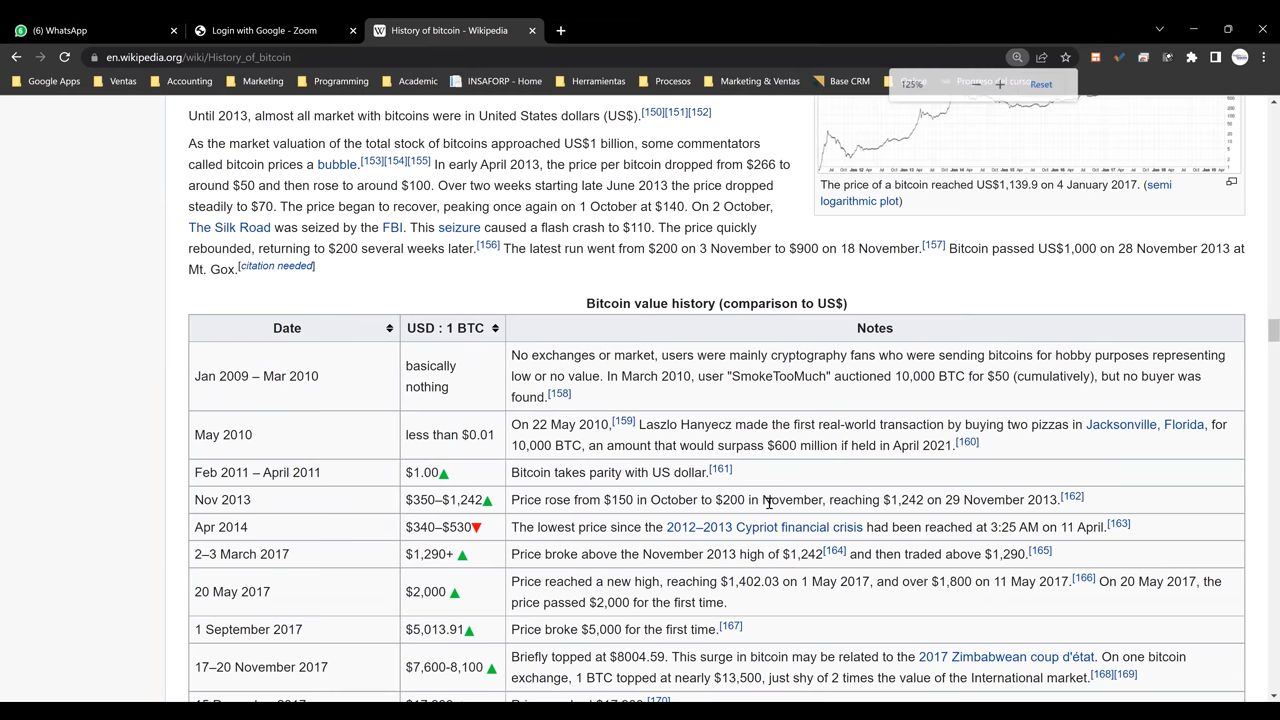 (6) WhatsApp
Login with Google - Zoom
History of bitcoin - Wikipedia
en.wikipedia.org/wiki/History_of_bitcoin
Google Apps Ventas Accounting Marketing Programming Academic INSAFORP - Home Herramientas Procesos Marketing & Ventas Base CRM Progreso del curso
125% Reset
Until 2013, almost all market with bitcoins were in United States dollars (US$).[150][151][152]
As the market valuation of the total stock of bitcoins approached US$1 billion, some commentators
called bitcoin prices a bubble.[153][154][155] In early April 2013, the price per bitcoin dropped from $266 to
around $50 and then rose to around $100. Over two weeks starting late June 2013 the price dropped
steadily to $70. The price began to recover, peaking once again on 1 October at $140. On 2 October,
The Silk Road was seized by the FBI. This seizure caused a flash crash to $110. The price quickly
rebounded, returning to $200 several weeks later.[156] The latest run went from $200 on 3 November to $900 on 18 November.[157] Bitcoin passed US$1,000 on 28 November 2013 at
Mt. Gox.[citation needed]
The price of a bitcoin reached US$1,139.9 on 4 January 2017. (semi
logarithmic plot)
Bitcoin value history (comparison to US$)
Date USD : 1 BTC Notes
Jan 2009 – Mar 2010
basically
nothing
No exchanges or market, users were mainly cryptography fans who were sending bitcoins for hobby purposes representing
low or no value. In March 2010, user "SmokeTooMuch" auctioned 10,000 BTC for $50 (cumulatively), but no buyer was
found.[158]
May 2010
less than $0.01
On 22 May 2010,[159] Laszlo Hanyecz made the first real-world transaction by buying two pizzas in Jacksonville, Florida, for
10,000 BTC, an amount that would surpass $600 million if held in April 2021.[160]
Feb 2011 – April 2011 $1.00▲ Bitcoin takes parity with US dollar.[161]
Nov 2013 $350–$1,242▲ Price rose from $150 in October to $200 in November, reaching $1,242 on 29 November 2013.[162]
Apr 2014 $340–$530▼ The lowest price since the 2012–2013 Cypriot financial crisis had been reached at 3:25 AM on 11 April.[163]
2–3 March 2017 $1,290+ ▲ Price broke above the November 2013 high of $1,242[164] and then traded above $1,290.[165]
20 May 2017 $2,000 ▲
Price reached a new high, reaching $1,402.03 on 1 May 2017, and over $1,800 on 11 May 2017.[166] On 20 May 2017, the
price passed $2,000 for the first time.
1 September 2017 $5,013.91▲ Price broke $5,000 for the first time.[167]
17–20 November 2017 $7,600-8,100 ▲
Briefly topped at $8004.59. This surge in bitcoin may be related to the 2017 Zimbabwean coup d'état. On one bitcoin
exchange, 1 BTC topped at nearly $13,500, just shy of 2 times the value of the International market.[168][169]
[170]